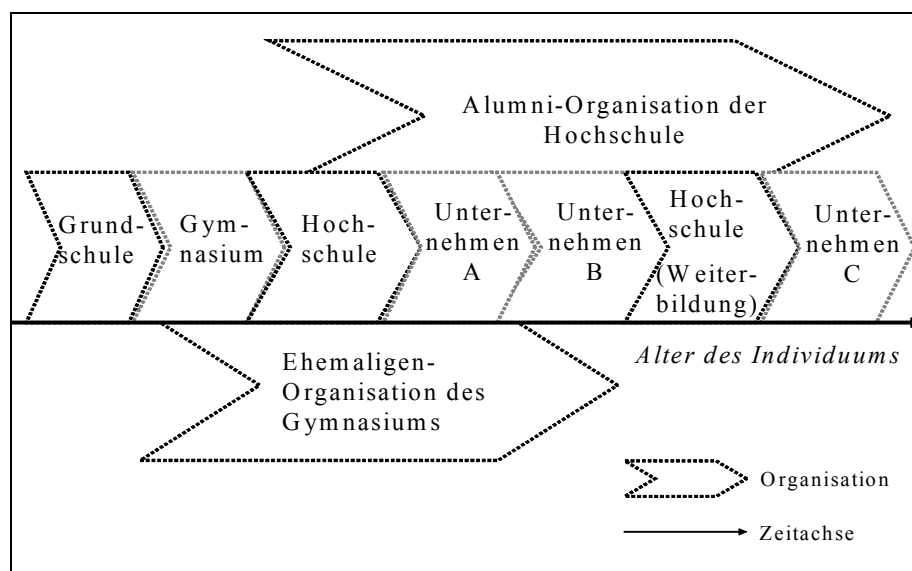 Alumni-Organisation der
Hochschule
Grund-
schule
Gym-
nasium
Hoch-
schule
Unter-
nehmen
A
Unter-
nehmen
B
Hoch-
schule
(Weiter-
bildung)
Unter-
nehmen
C
Alter des Individuums
Ehemaligen-
Organisation des
Gymnasiums
Organisation
Zeitachse